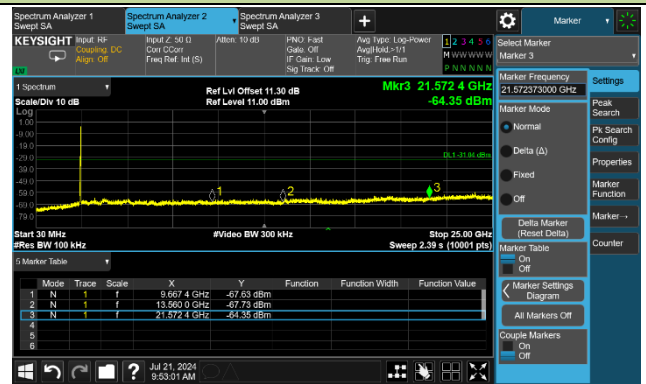 Spectrum Analyzer 1
Swept SA
Spectrum Analyzer 2
Swept SA
Spectrum Analyzer 3
Swept SA
+
Marker
KEYSIGHT
Input: RF
Coupling: DC
Align: Off
Input Z: 50 Ω
Corr CCorr
Freq Ref: Int (S)
Atten: 10 dB
PNO: Fast
Gate: Off
IF Gain: Low
Sig Track: Off
Avg Type: Log-Power
Avg|Hold:>1/1
Trig: Free Run
1 2 3 4 5 6
M W W W W W
P N N N N N
LW
Select Marker
Marker 3
1 Spectrum
Scale/Div 10 dB
Ref Lvl Offset 11.30 dB
Ref Level 11.00 dBm
Mkr3 21.572 4 GHz
-64.35 dBm
Log
1.00
-9.00
-19.0
-29.0
-39.0
-49.0
-59.0
-69.0
-79.0
DL1 -31.04 dBm
1
2
3
Start 30 MHz
#Res BW 100 kHz
#Video BW 300 kHz
Stop 25.00 GHz
Sweep 2.39 s (10001 pts)
5 Marker Table
Mode Trace Scale X Y Function Function Width Function Value
1 N 1 f 9.667 4 GHz -67.63 dBm
2 N 1 f 13.560 0 GHz -67.73 dBm
3 N 1 f 21.572 4 GHz -64.35 dBm
4
5
6
Marker Frequency
21.572373000 GHz
Marker Mode
Normal
Delta (Δ)
Fixed
Off
Delta Marker
(Reset Delta)
Marker Table
On
Off
Marker Settings
Diagram
All Markers Off
Couple Markers
On
Off
Settings
Peak
Search
Pk Search
Config
Properties
Marker
Function
Marker→
Counter
?
Jul 21, 2024
9:53:01 AM